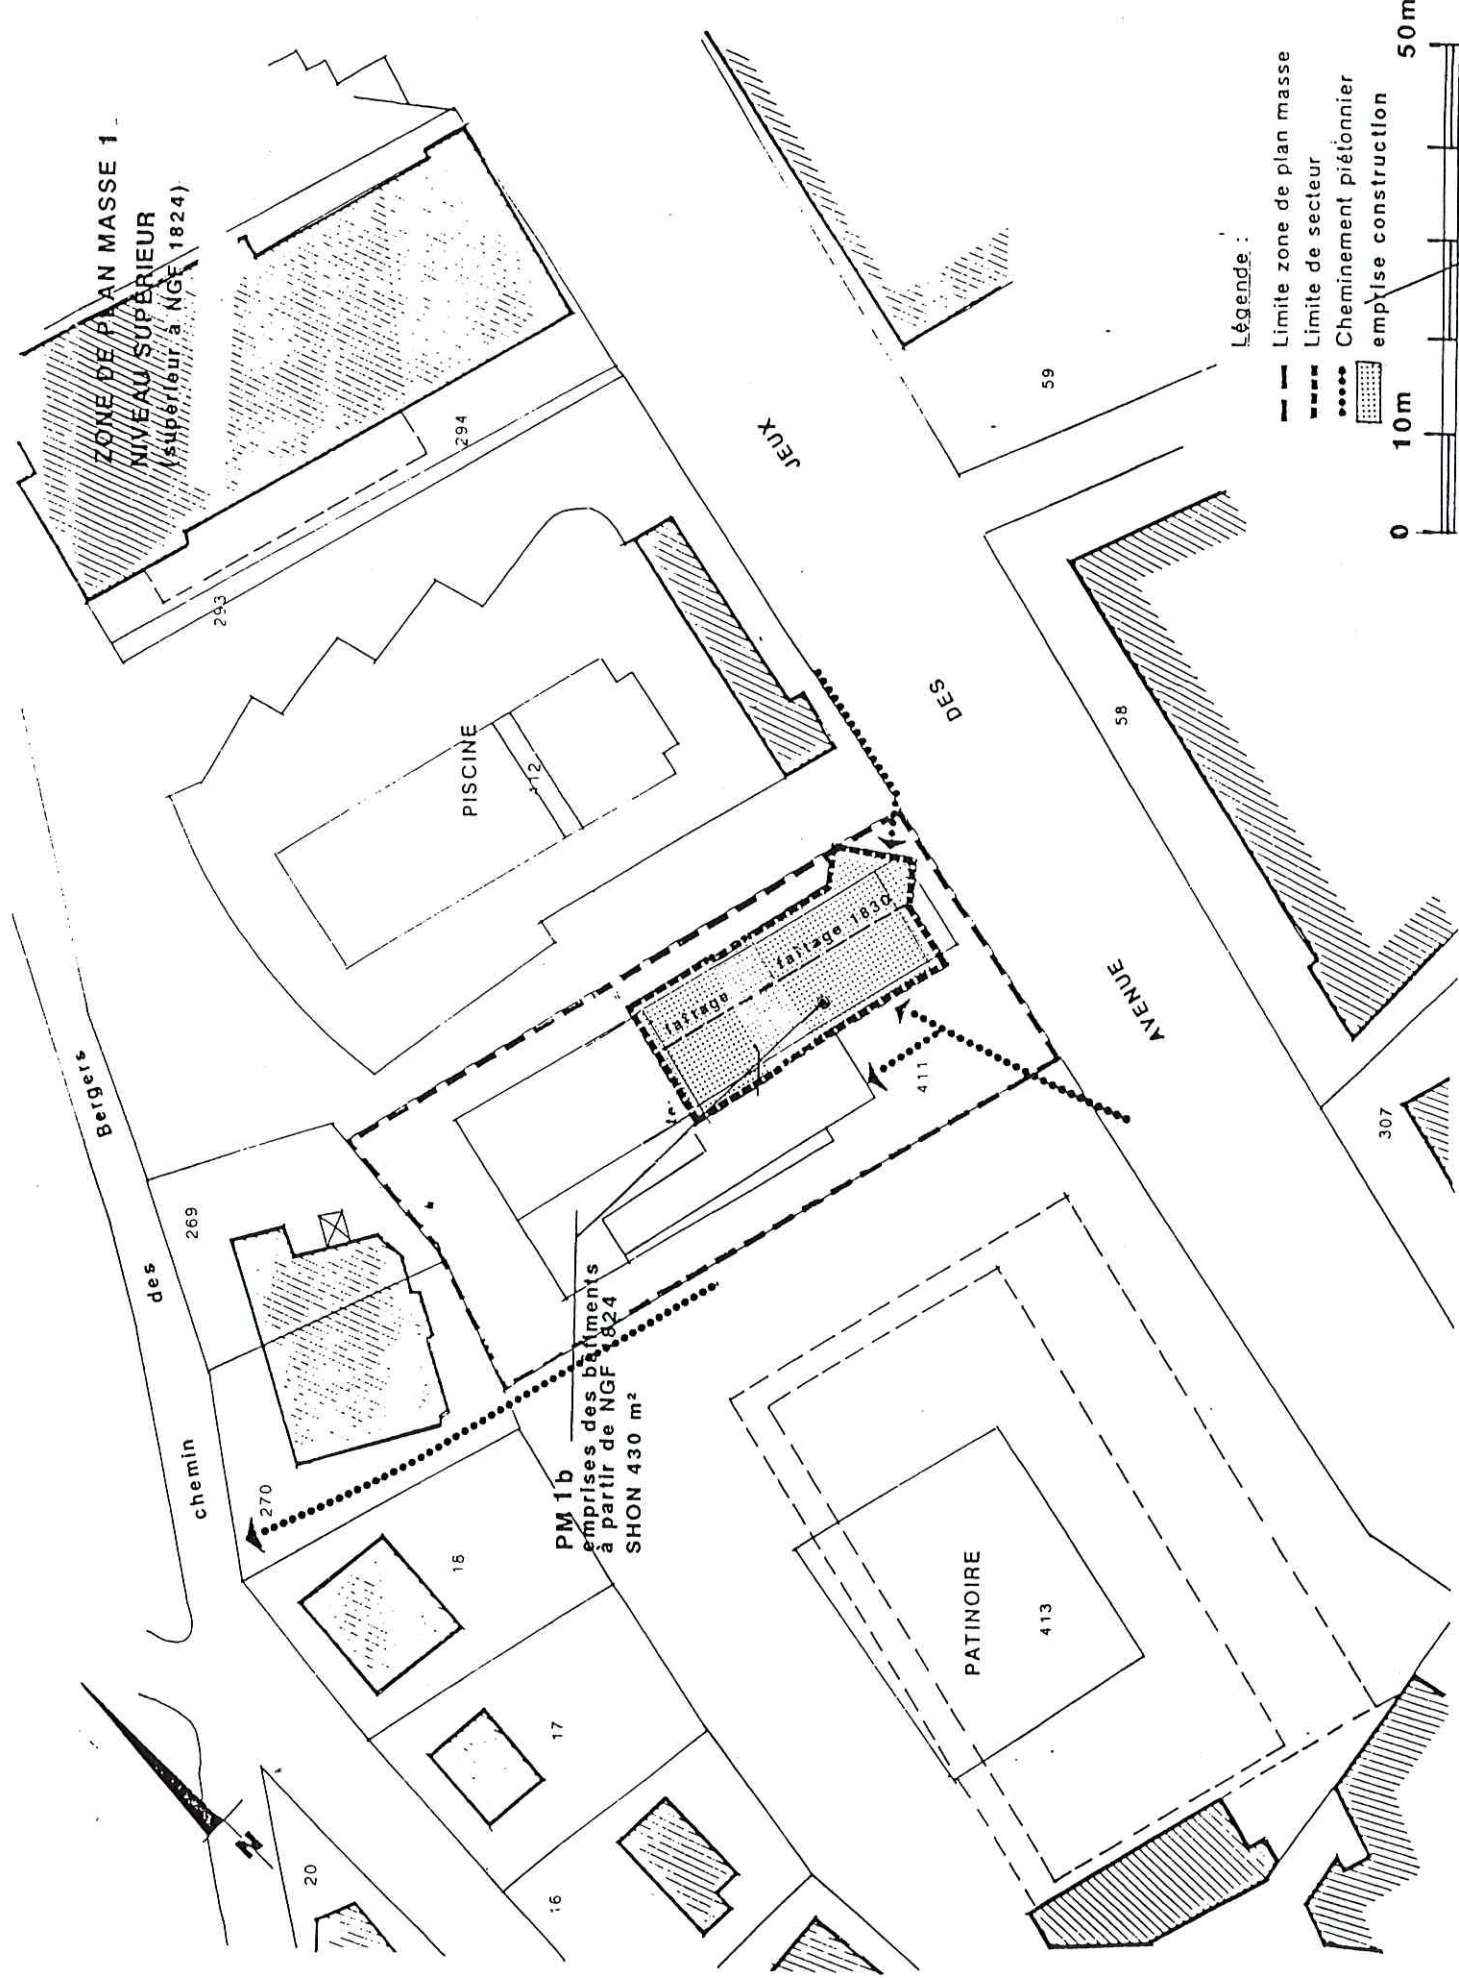 ZONE DE PLAN MASSE 1
NIVEAU SUPERIEUR
(supérieur à NGF 1824)
293
294
PISCINE
412
JEUX
DES
AVENUE
59
58
307
Bergers
des
chemin
269
270
faîtage
faîtage 1830
411
PM 1b
emprises des bâtiments
à partir de NGF 1824
SHON 430 m²
18
17
16
20
N
PATINOIRE
413
Légende :
Limite zone de plan masse
Limite de secteur
Cheminement piétonnier
emprise construction
0
10m
50m